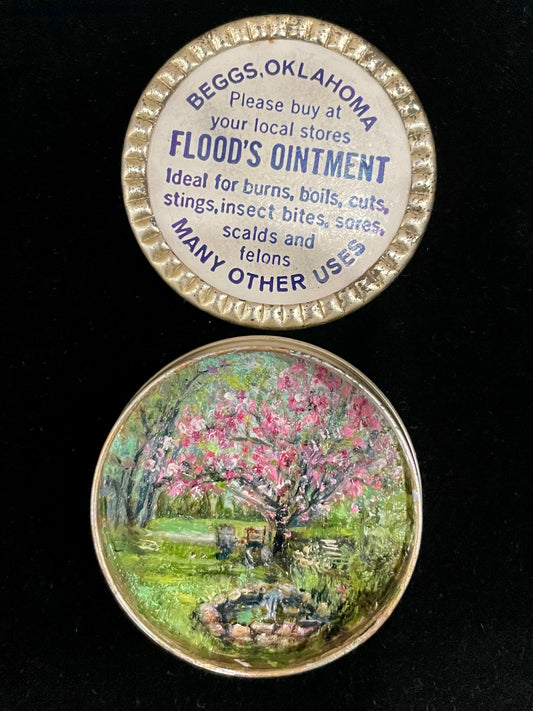 BEGGS, OKLAHOMA
Please buy at
your local stores
FLOOD'S OINTMENT
Ideal for burns, boils, cuts,
stings, insect bites, sores,
scalds and
felons
MANY OTHER USES